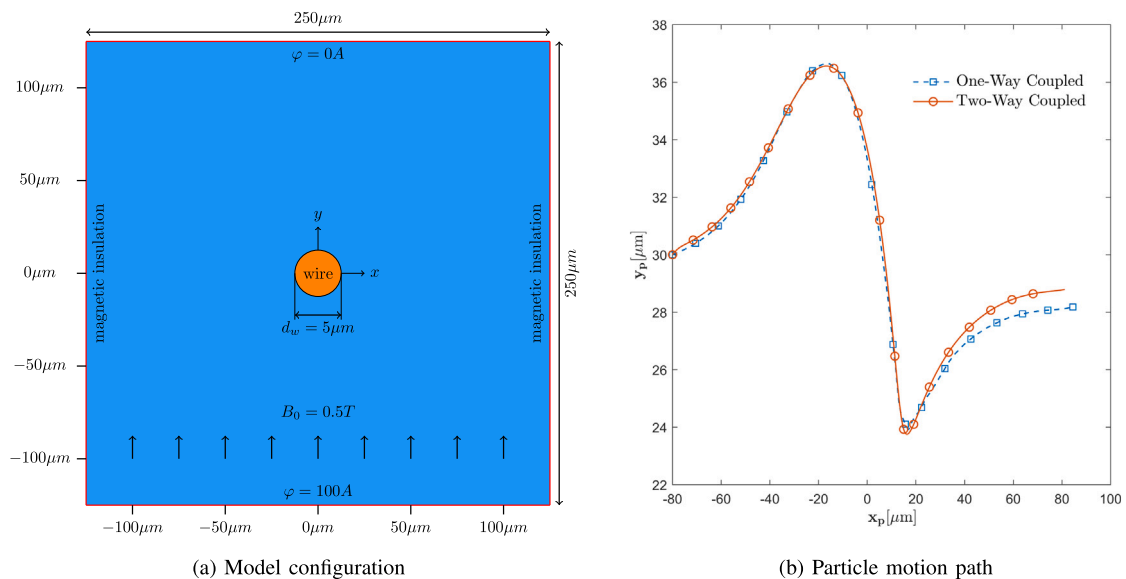 250μm
φ = 0A
100μm
50μm
0μm
−50μm
−100μm
magnetic insulation
magnetic insulation
250μm
y
x
wire
d_w = 5μm
B_0 = 0.5T
φ = 100A
−100μm −50μm 0μm 50μm 100μm
(a) Model configuration
38
36
34
32
30
28
26
24
22
y_p[μm]
One-Way Coupled
Two-Way Coupled
-80 -60 -40 -20 0 20 40 60 80 100
x_p[μm]
(b) Particle motion path